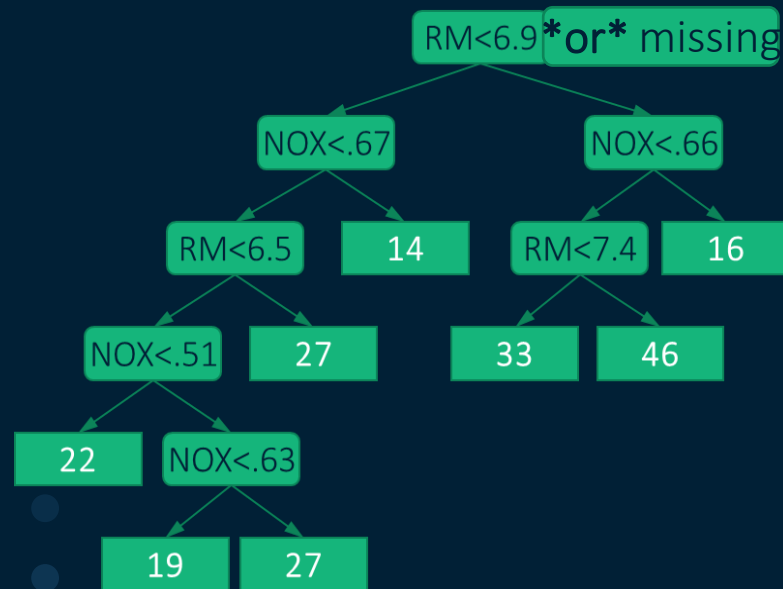 RM<6.9 *or* missing
NOX<.67 NOX<.66
RM<6.5 14 RM<7.4 16
NOX<.51 27 33 46
22 NOX<.63
19 27